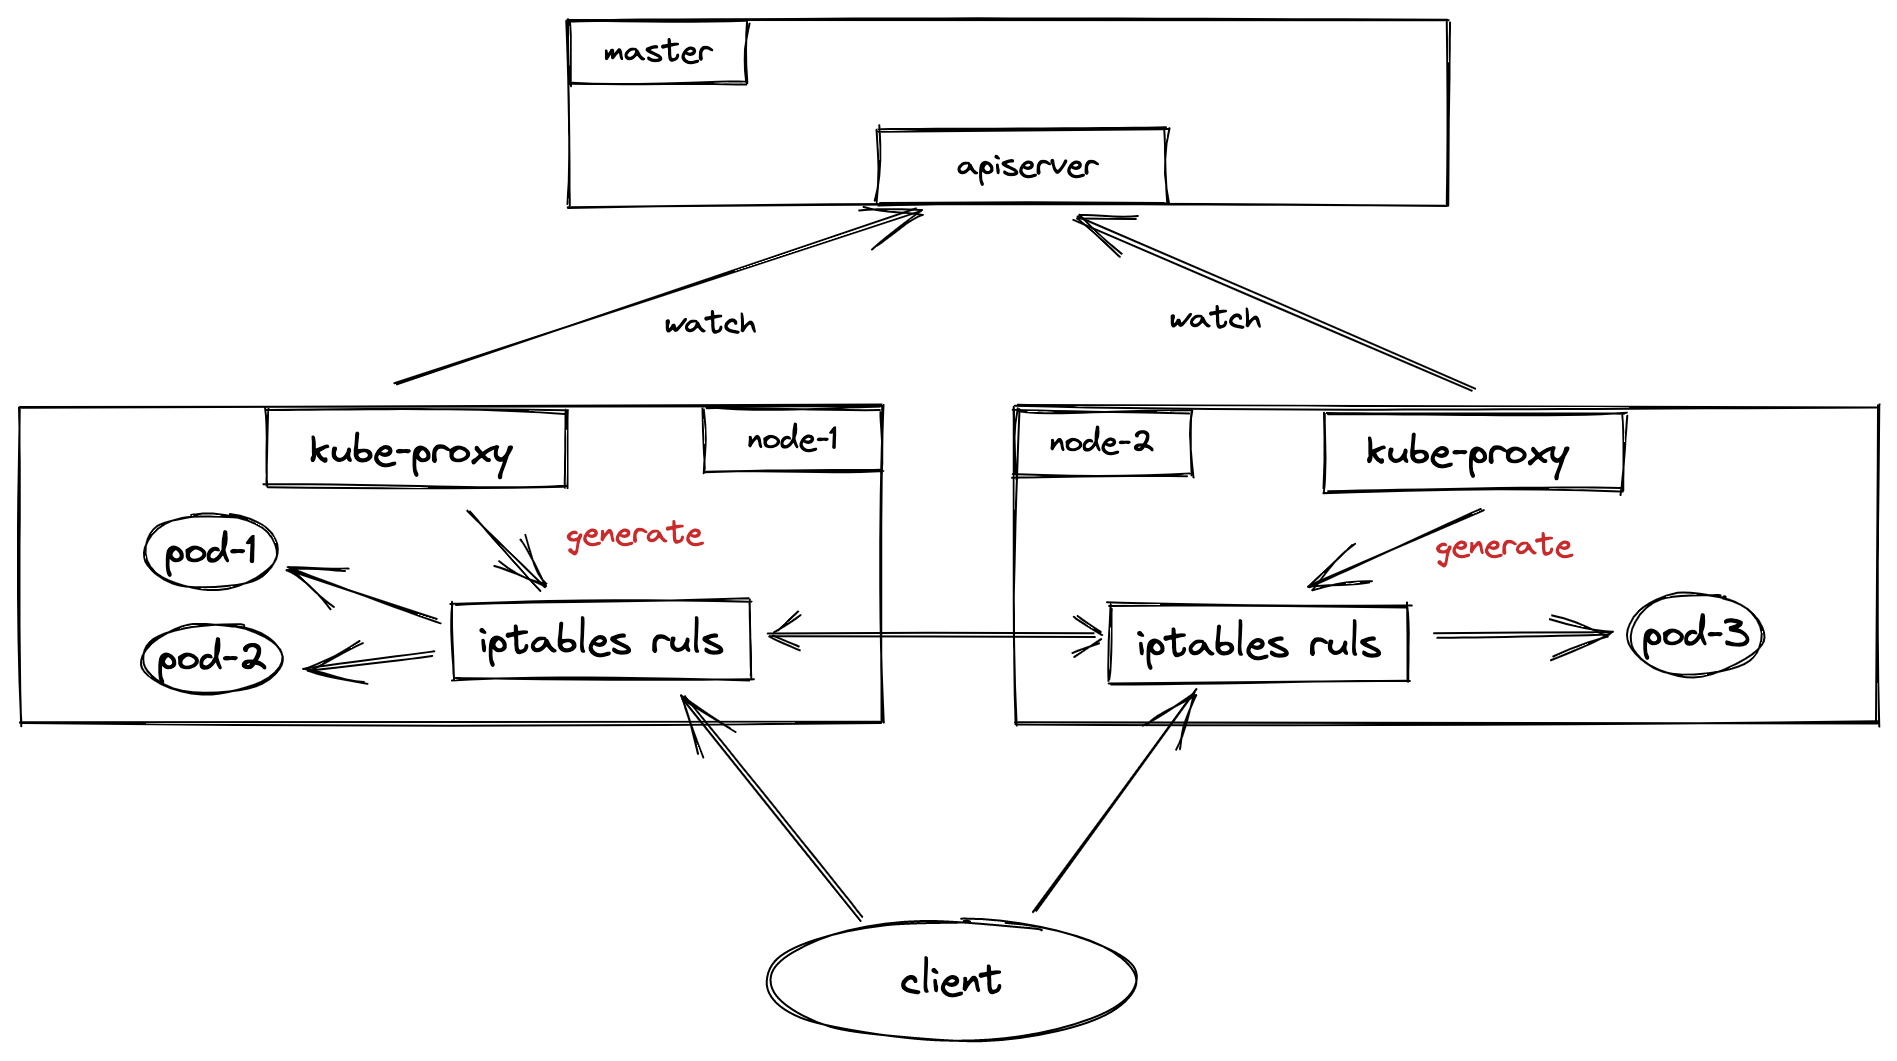 master
apiserver
watch
watch
kube-proxy
node-1
node-2
kube-proxy
generate
generate
pod-1
pod-2
iptables ruls
iptables ruls
pod-3
client